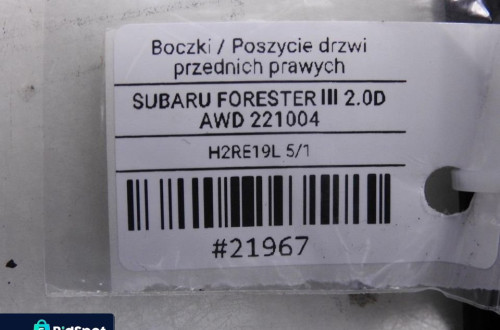 Boczki / Poszycie drzwi
przednich prawych
SUBARU FORESTER III 2.0D
AWD 221004
H2RE19L 5/1
#21967